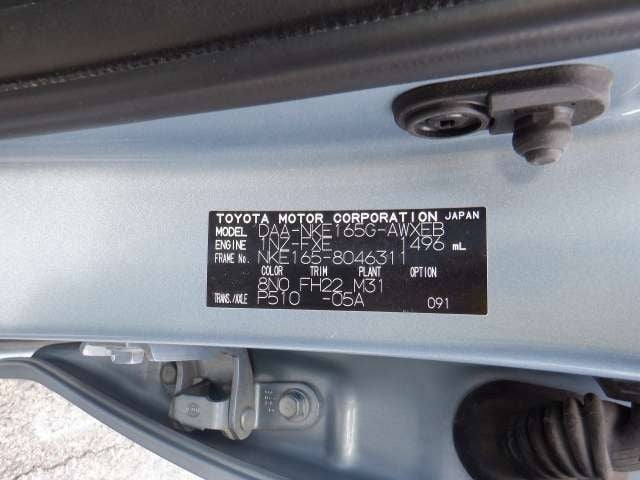 TOYOTA MOTOR CORPORATION JAPAN
MODEL DAA-NKE165G-AWXEB
ENGINE 1NZ-FXE 1496 mL
FRAME NO. NKE165-8046311
COLOR TRIM PLANT OPTION
8N0 FH22 M31
TRANS./AXLE P510 -05A 091